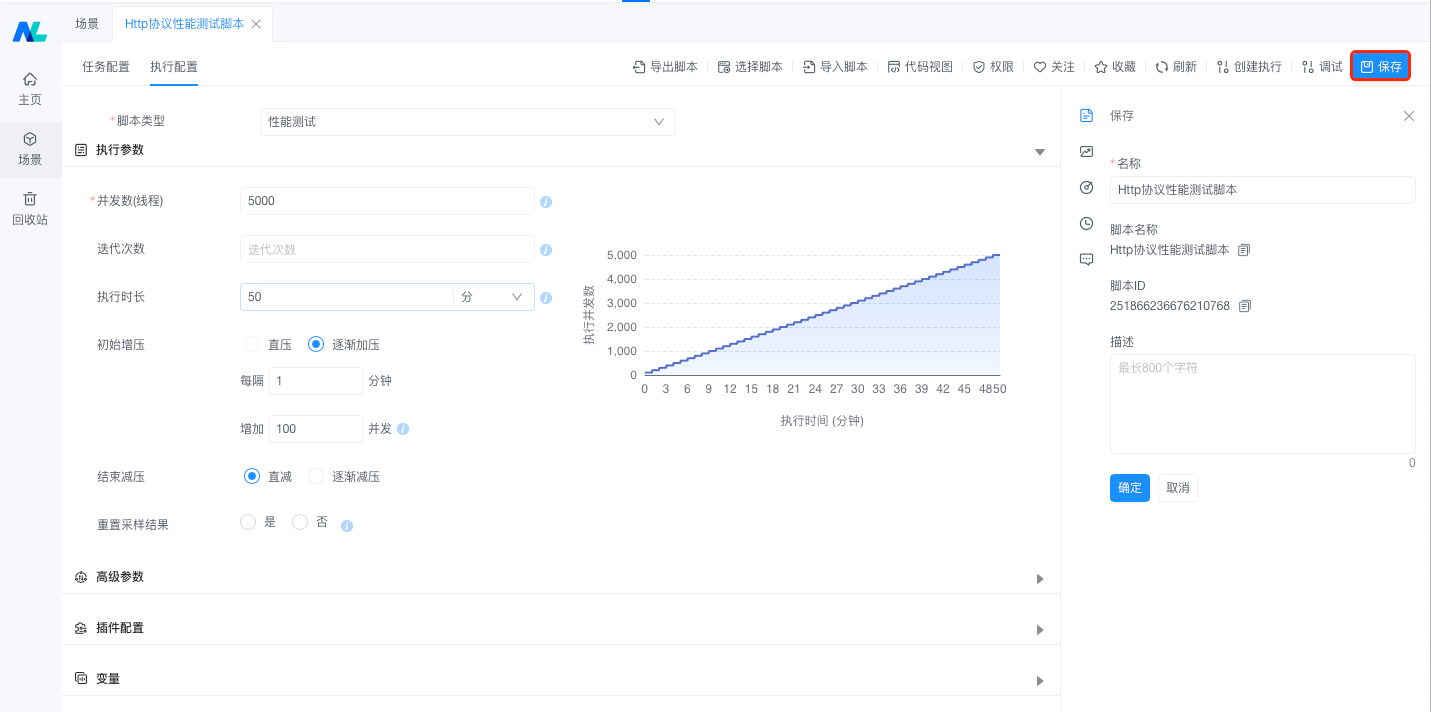 场景
Http协议性能测试脚本
主页
场景
回收站
任务配置
执行配置
导出脚本
选择脚本
导入脚本
代码视图
权限
关注
收藏
刷新
创建执行
调试
保存
*脚本类型
性能测试
执行参数
*并发数(线程)
5000
迭代次数
迭代次数
执行时长
50
分
初始增压
直压
逐渐加压
每隔 1 分钟
增加 100 并发
结束减压
直减
逐渐减压
重置采样结果
是
否
执行并发数
5,000
4,000
3,000
2,000
1,000
0
0 3 6 9 12 15 18 21 24 27 30 33 36 39 42 45 48 50
执行时间 (分钟)
高级参数
插件配置
变量
保存
*名称
Http协议性能测试脚本
脚本名称
Http协议性能测试脚本
脚本ID
251866236676210768
描述
最长800个字符
0
确定
取消